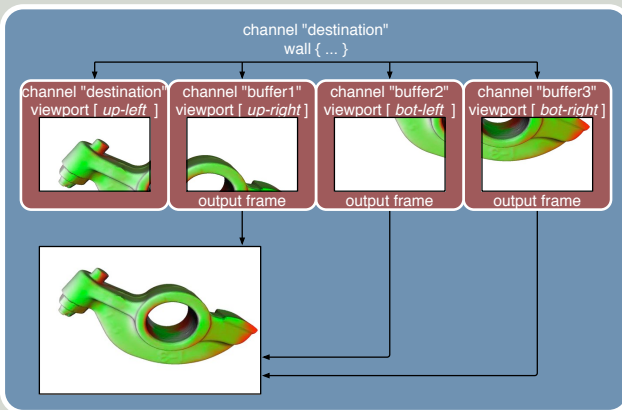 channel "destination"
wall { ... }
channel "destination"
viewport [ up-left ]
channel "buffer1"
viewport [ up-right ]
output frame
channel "buffer2"
viewport [ bot-left ]
output frame
channel "buffer3"
viewport [ bot-right ]
output frame